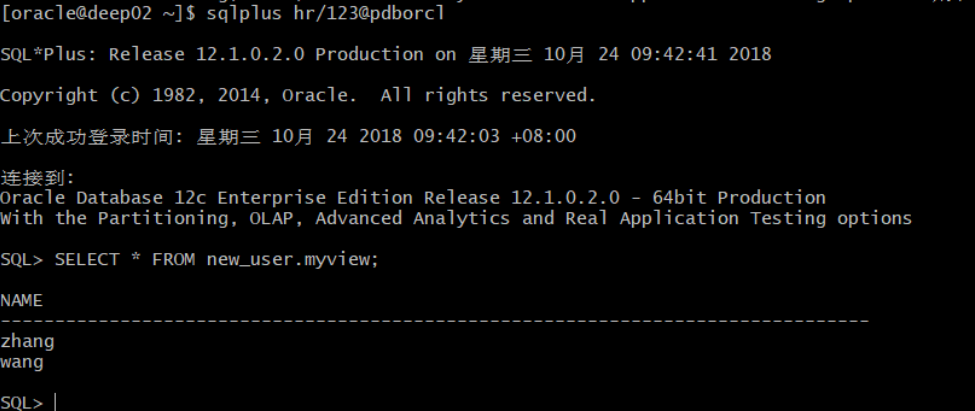 [oracle@deep02 ~]$ sqlplus hr/123@pdborcl
SQL*Plus: Release 12.1.0.2.0 Production on 星期三 10月 24 09:42:41 2018
Copyright (c) 1982, 2014, Oracle.  All rights reserved.
上次成功登录时间: 星期三 10月 24 2018 09:42:03 +08:00
连接到:
Oracle Database 12c Enterprise Edition Release 12.1.0.2.0 - 64bit Production
With the Partitioning, OLAP, Advanced Analytics and Real Application Testing options
SQL> SELECT * FROM new_user.myview;
NAME
--------------------------------------------------------------------------------
zhang
wang
SQL>